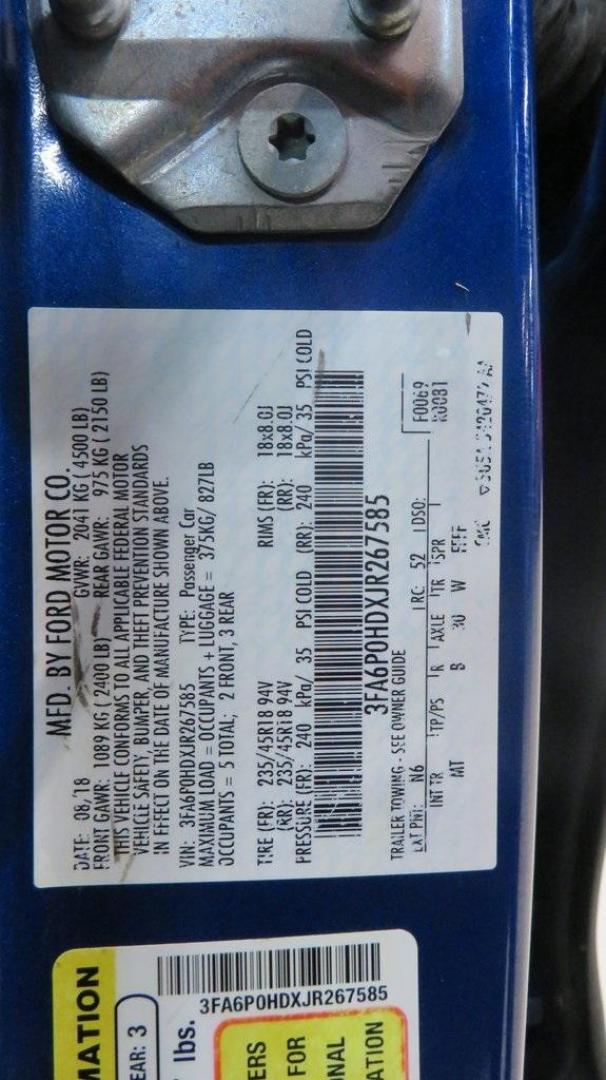 MFD. BY FORD MOTOR CO.
DATE: 08/18 GVWR: 2041 KG (4500 LB)
FRONT GAWR: 1089 KG (2400 LB) REAR GAWR: 975 KG (2150 LB)
THIS VEHICLE CONFORMS TO ALL APPLICABLE FEDERAL MOTOR
VEHICLE SAFETY, BUMPER, AND THEFT PREVENTION STANDARDS
IN EFFECT ON THE DATE OF MANUFACTURE SHOWN ABOVE.
VIN: 3FA6P0HDXJR267585 TYPE: Passenger Car
MAXIMUM LOAD = OCCUPANTS + LUGGAGE = 375KG/ 827LB
OCCUPANTS = 5 TOTAL; 2 FRONT, 3 REAR
TIRE (FR): 235/45R18 94V RIMS (FR): 18x8.0J
(RR): 235/45R18 94V (RR): 18x8.0J
PRESSURE (FR): 240 kPa/ 35 PSI COLD (RR): 240 kPa/ 35 PSI COLD
3FA6P0HDXJR267585
TRAILER TOWING - SEE OWNER GUIDE F0069
R0081
EXT PNT: N6 RC: 52 DSO:
INT TR TP/PS R AXLE TR SPR
MT B W
MATION
EAR: 3
lbs.
3FA6P0HDXJR267585
ERS
FOR
ONAL
ATION